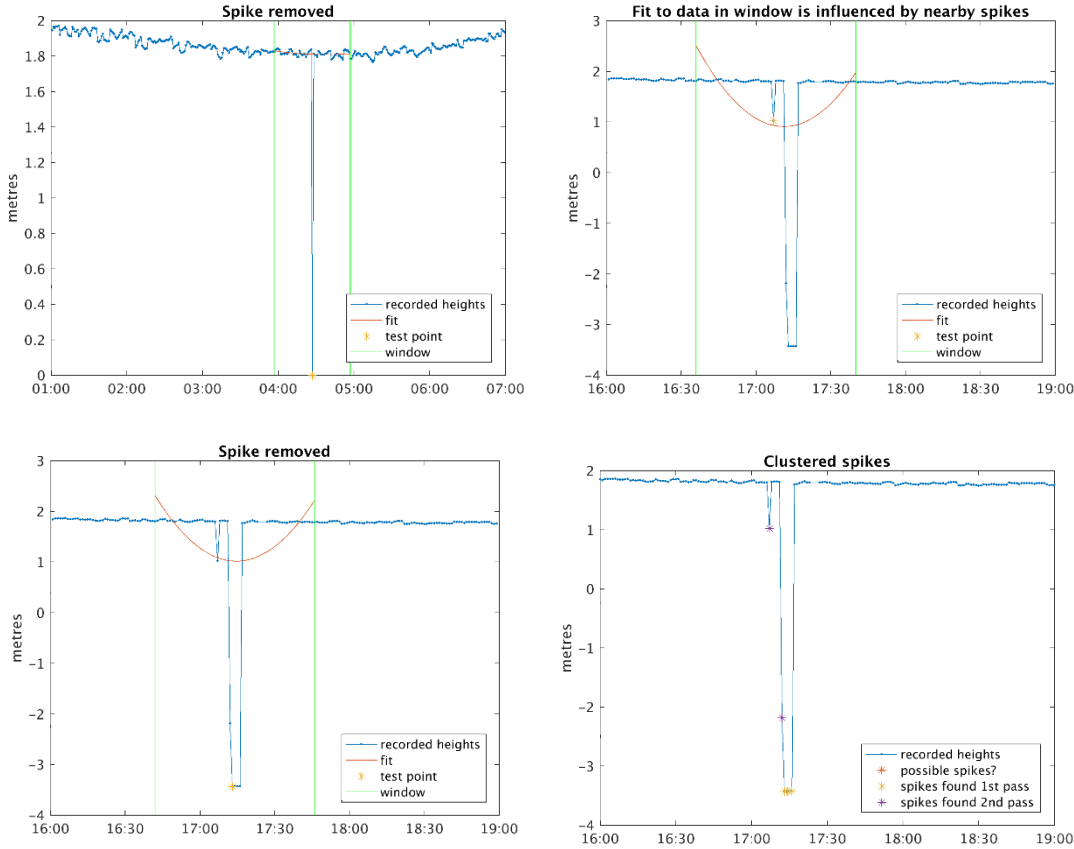 Spike removed
2
1.8
1.6
1.4
1.2
1
0.8
0.6
0.4
0.2
0
metres
01:00 02:00 03:00 04:00 05:00 06:00 07:00
recorded heights
fit
test point
window
Fit to data in window is influenced by nearby spikes
3
2
1
0
−1
−2
−3
−4
metres
16:00 16:30 17:00 17:30 18:00 18:30 19:00
recorded heights
fit
test point
window
Spike removed
3
2
1
0
−1
−2
−3
−4
metres
16:00 16:30 17:00 17:30 18:00 18:30 19:00
recorded heights
fit
test point
window
Clustered spikes
2
1
0
−1
−2
−3
−4
metres
16:00 16:30 17:00 17:30 18:00 18:30 19:00
recorded heights
possible spikes?
spikes found 1st pass
spikes found 2nd pass